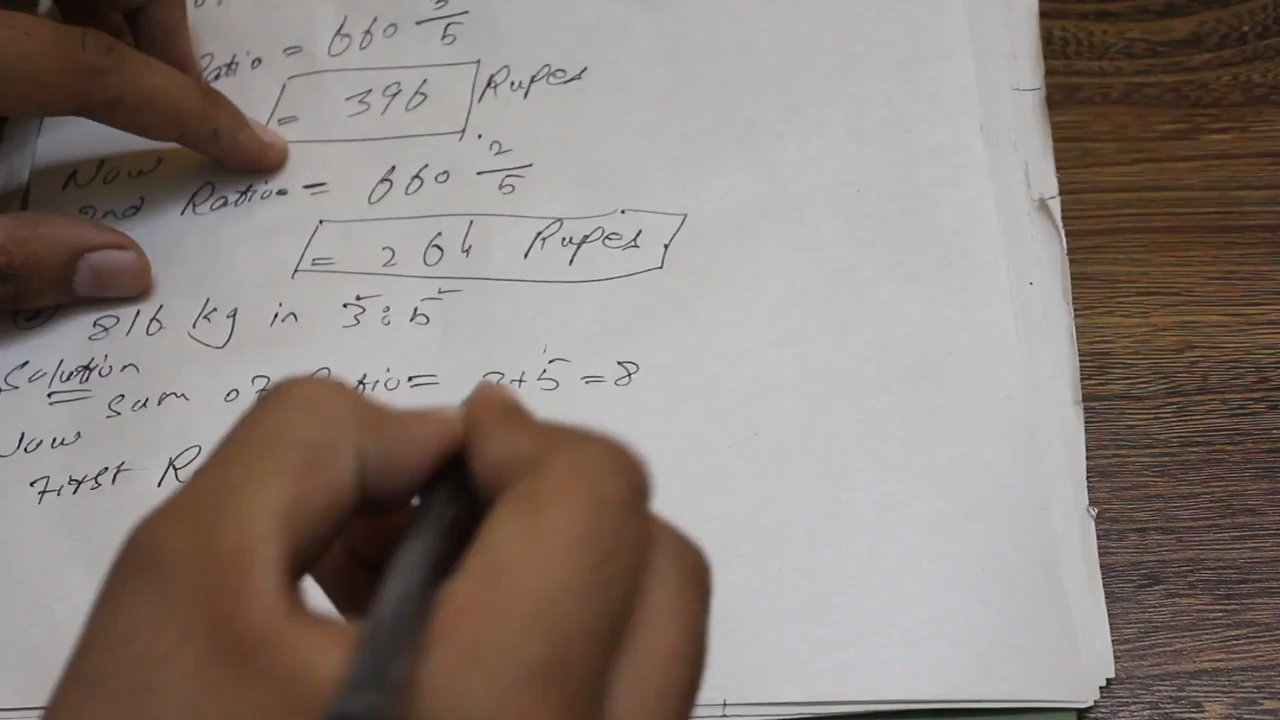 Ratio = 660 3/5
= 396 Rupes
Now
2nd Ratio = 660 2/5
= 264 Rupes
816 kg in 3:5
Solution
Sum of Ratio = 3+5=8
Now
First R